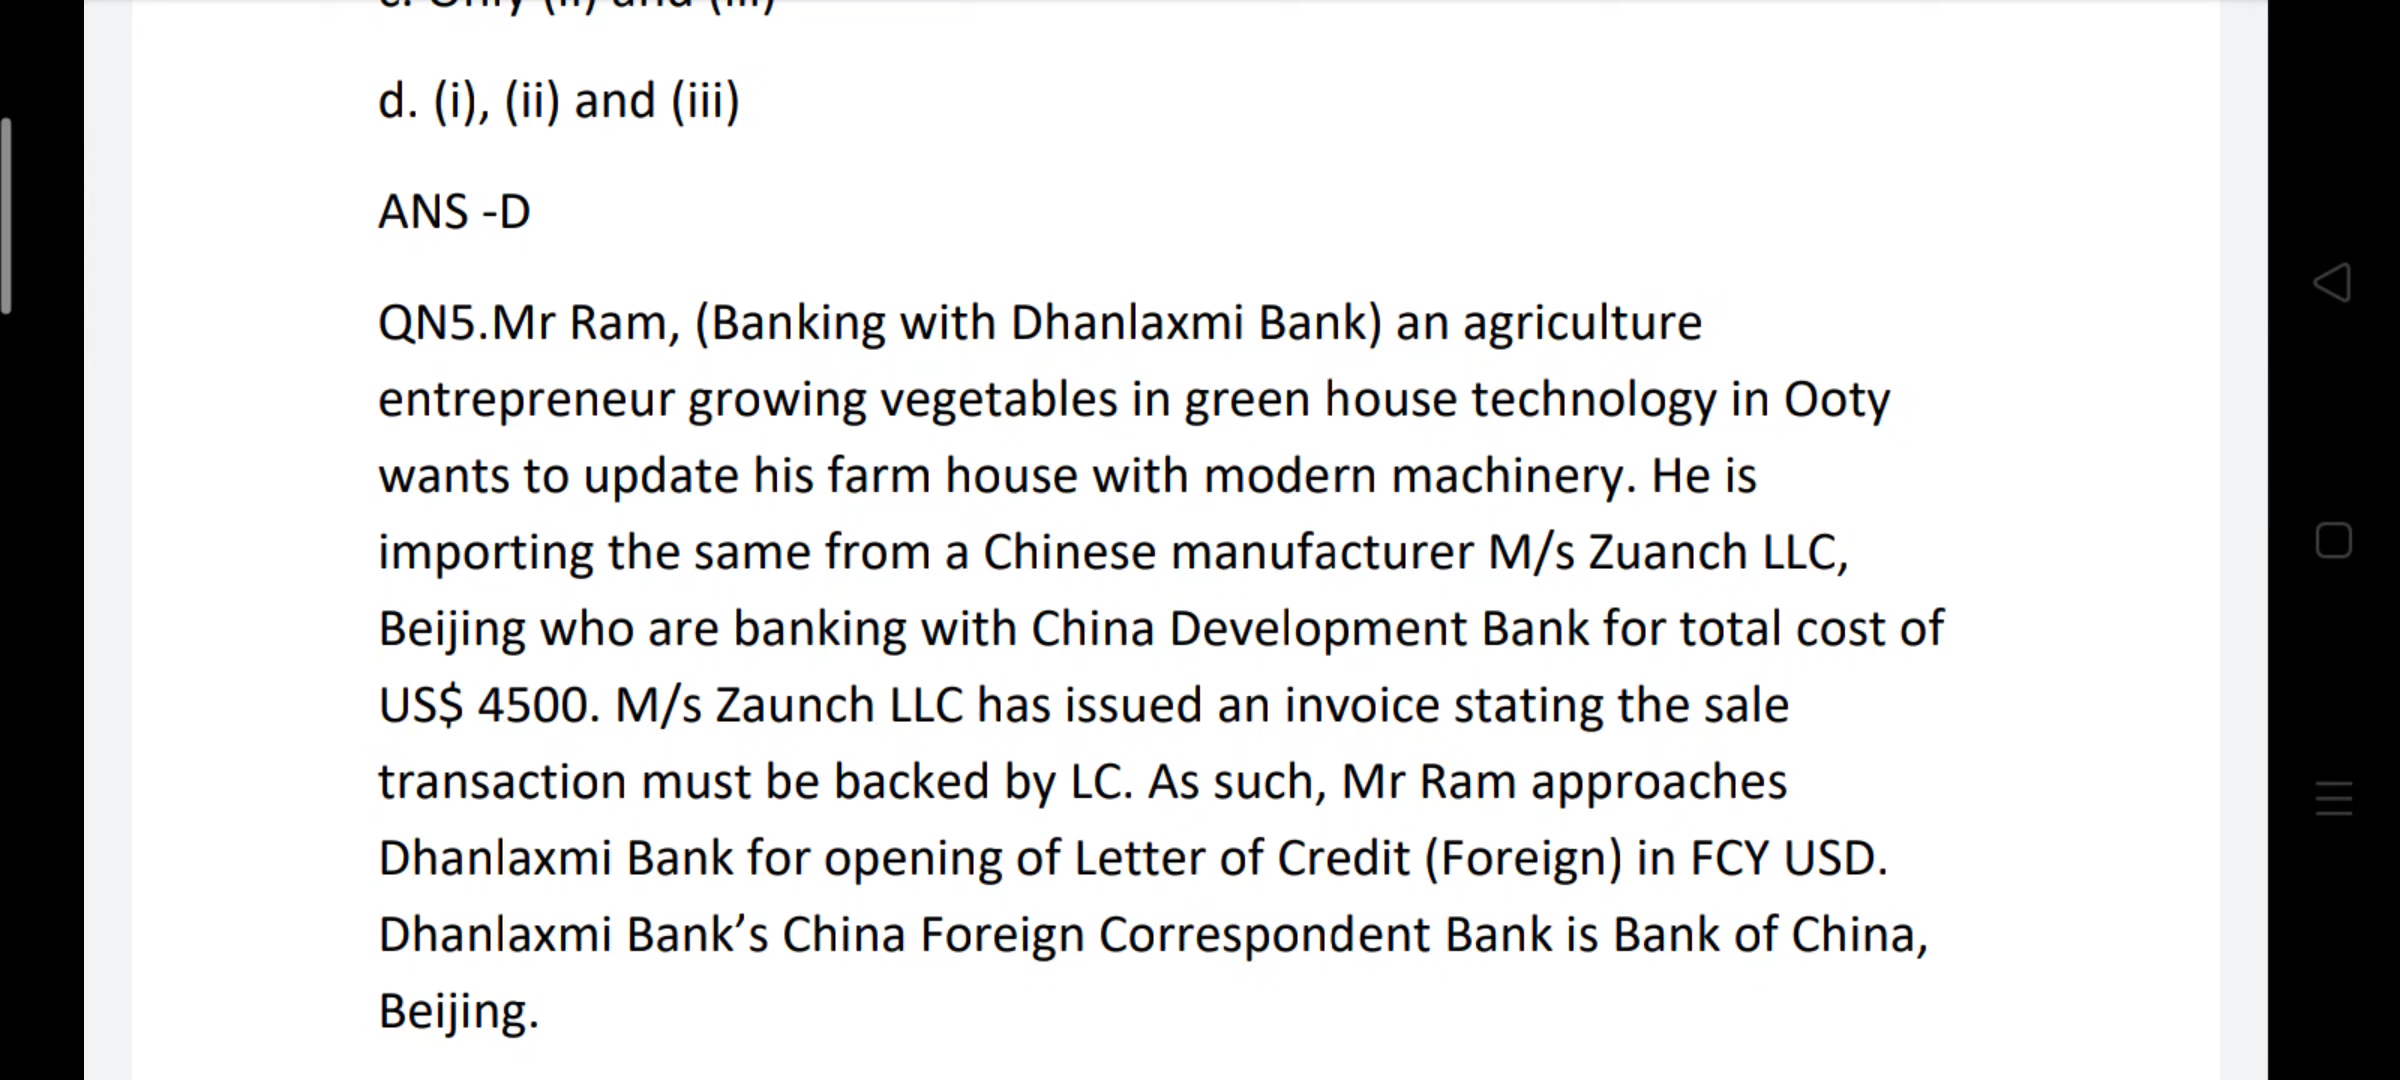 c. Only (ii) and (iii)
d. (i), (ii) and (iii)
ANS -D
QN5.Mr Ram, (Banking with Dhanlaxmi Bank) an agriculture
entrepreneur growing vegetables in green house technology in Ooty
wants to update his farm house with modern machinery. He is
importing the same from a Chinese manufacturer M/s Zuanch LLC,
Beijing who are banking with China Development Bank for total cost of
US$ 4500. M/s Zaunch LLC has issued an invoice stating the sale
transaction must be backed by LC. As such, Mr Ram approaches
Dhanlaxmi Bank for opening of Letter of Credit (Foreign) in FCY USD.
Dhanlaxmi Bank’s China Foreign Correspondent Bank is Bank of China,
Beijing.